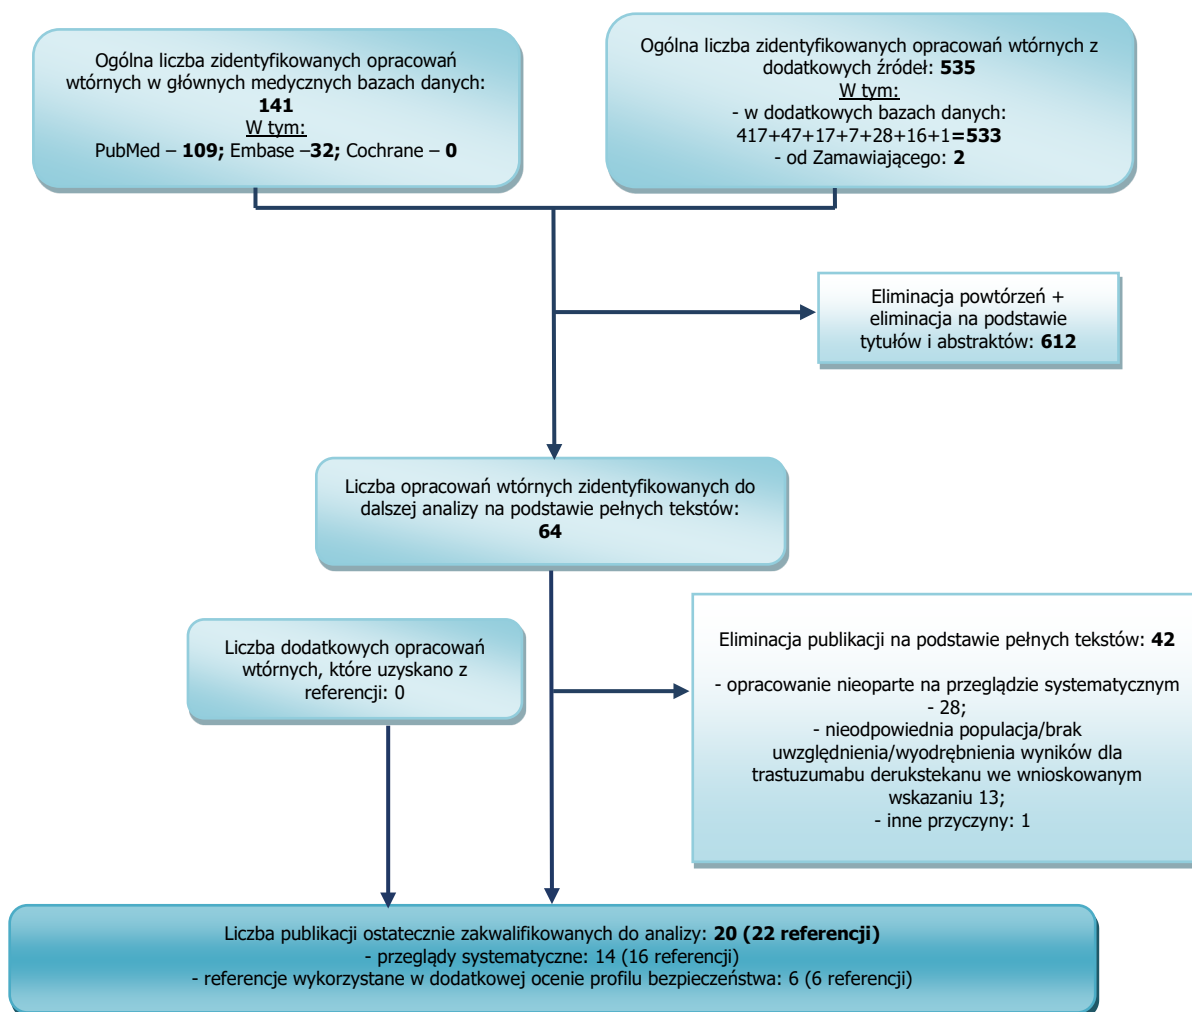 Ogólna liczba zidentyfikowanych opracowań
wtórnych w głównych medycznych bazach danych:
141
W tym:
PubMed – 109; Embase –32; Cochrane – 0
Ogólna liczba zidentyfikowanych opracowań wtórnych z
dodatkowych źródeł: 535
W tym:
- w dodatkowych bazach danych:
417+47+17+7+28+16+1=533
- od Zamawiającego: 2
Eliminacja powtórzeń +
eliminacja na podstawie
tytułów i abstraktów: 612
Liczba opracowań wtórnych zidentyfikowanych do
dalszej analizy na podstawie pełnych tekstów:
64
Liczba dodatkowych opracowań
wtórnych, które uzyskano z
referencji: 0
Eliminacja publikacji na podstawie pełnych tekstów: 42
- opracowanie nieoparte na przeglądzie systematycznym
- 28;
- nieodpowiednia populacja/brak
uwzględnienia/wyodrębnienia wyników dla
trastuzumabu derukstekanu we wnioskowanym
wskazaniu 13;
- inne przyczyny: 1
Liczba publikacji ostatecznie zakwalifikowanych do analizy: 20 (22 referencji)
- przeglądy systematyczne: 14 (16 referencji)
- referencje wykorzystane w dodatkowej ocenie profilu bezpieczeństwa: 6 (6 referencji)